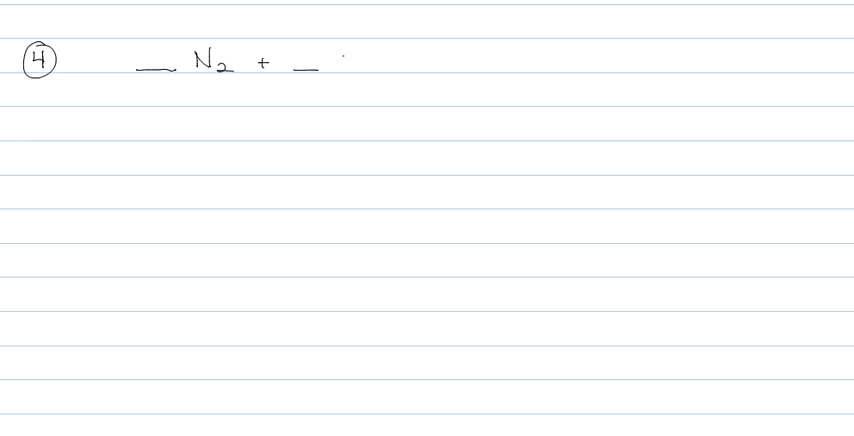 ④ __ N₂ + __